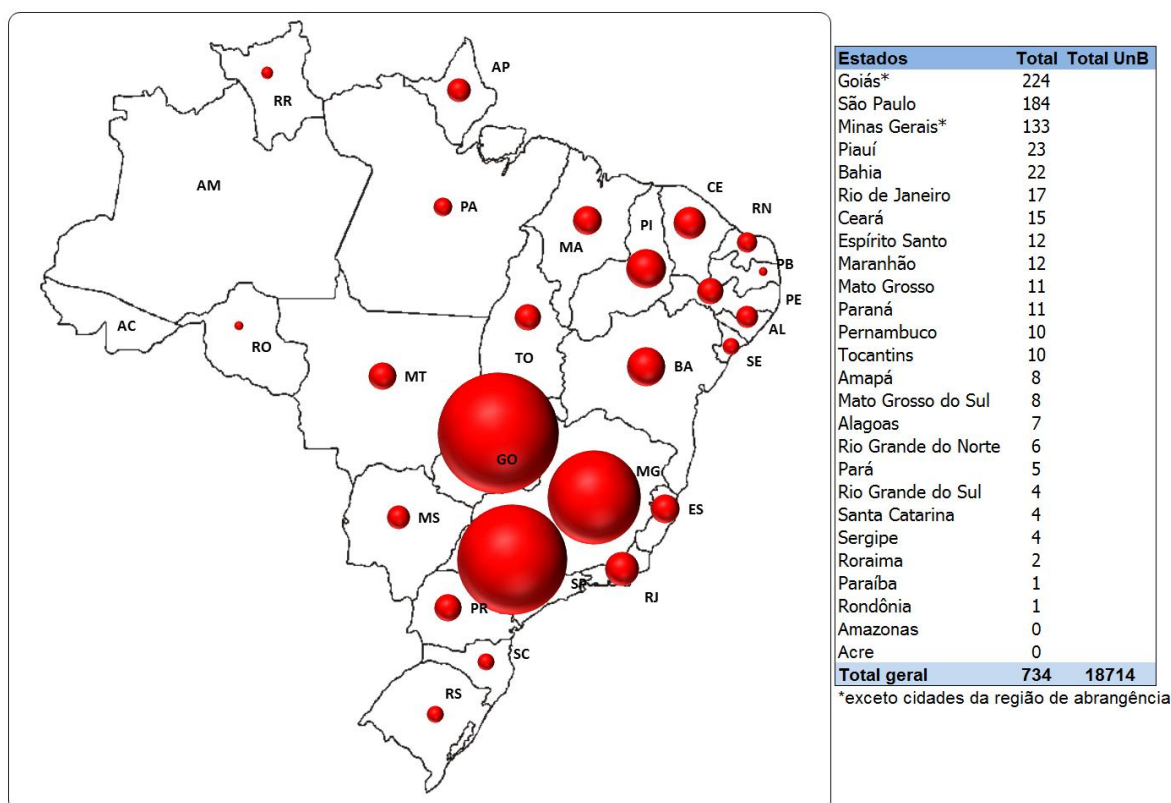 AP
RR
AM
PA
CE
RN
MA
PI
PB
PE
AC
RO
AL
TO
SE
MT
BA
GO
MG
MS
ES
SP
RJ
PR
SC
RS
Estados Total Total UnB
Goiás* 224
São Paulo 184
Minas Gerais* 133
Piauí 23
Bahia 22
Rio de Janeiro 17
Ceará 15
Espírito Santo 12
Maranhão 12
Mato Grosso 11
Paraná 11
Pernambuco 10
Tocantins 10
Amapá 8
Mato Grosso do Sul 8
Alagoas 7
Rio Grande do Norte 6
Pará 5
Rio Grande do Sul 4
Santa Catarina 4
Sergipe 4
Roraima 2
Paraíba 1
Rondônia 1
Amazonas 0
Acre 0
Total geral 734 18714
*exceto cidades da região de abrangência